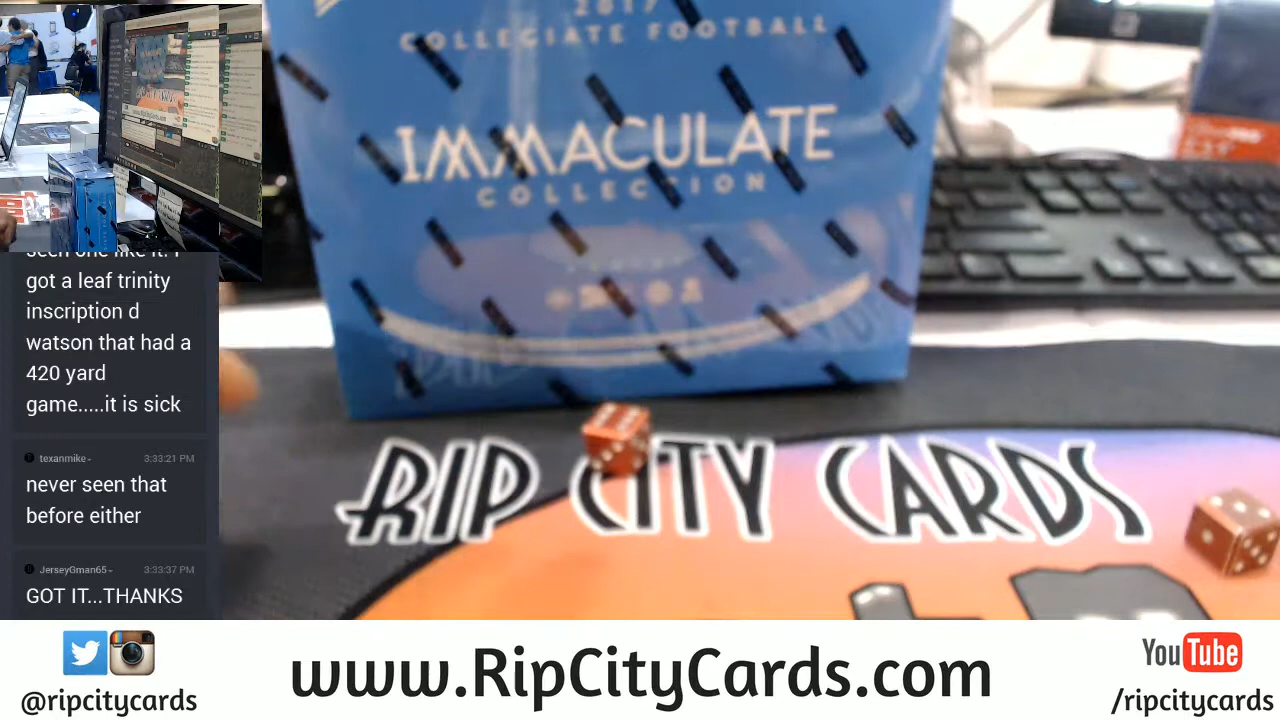 2017
COLLEGIATE FOOTBALL
IMMACULATE
COLLECTION
seen one like it. I
got a leaf trinity
inscription d
watson that had a
420 yard
game.....it is sick
texanmike
3:33:21 PM
never seen that
before either
JerseyGman65
3:33:37 PM
GOT IT...THANKS
RIP CITY CARDS
@ripcitycards
www.RipCityCards.com
YouTube
/ripcitycards